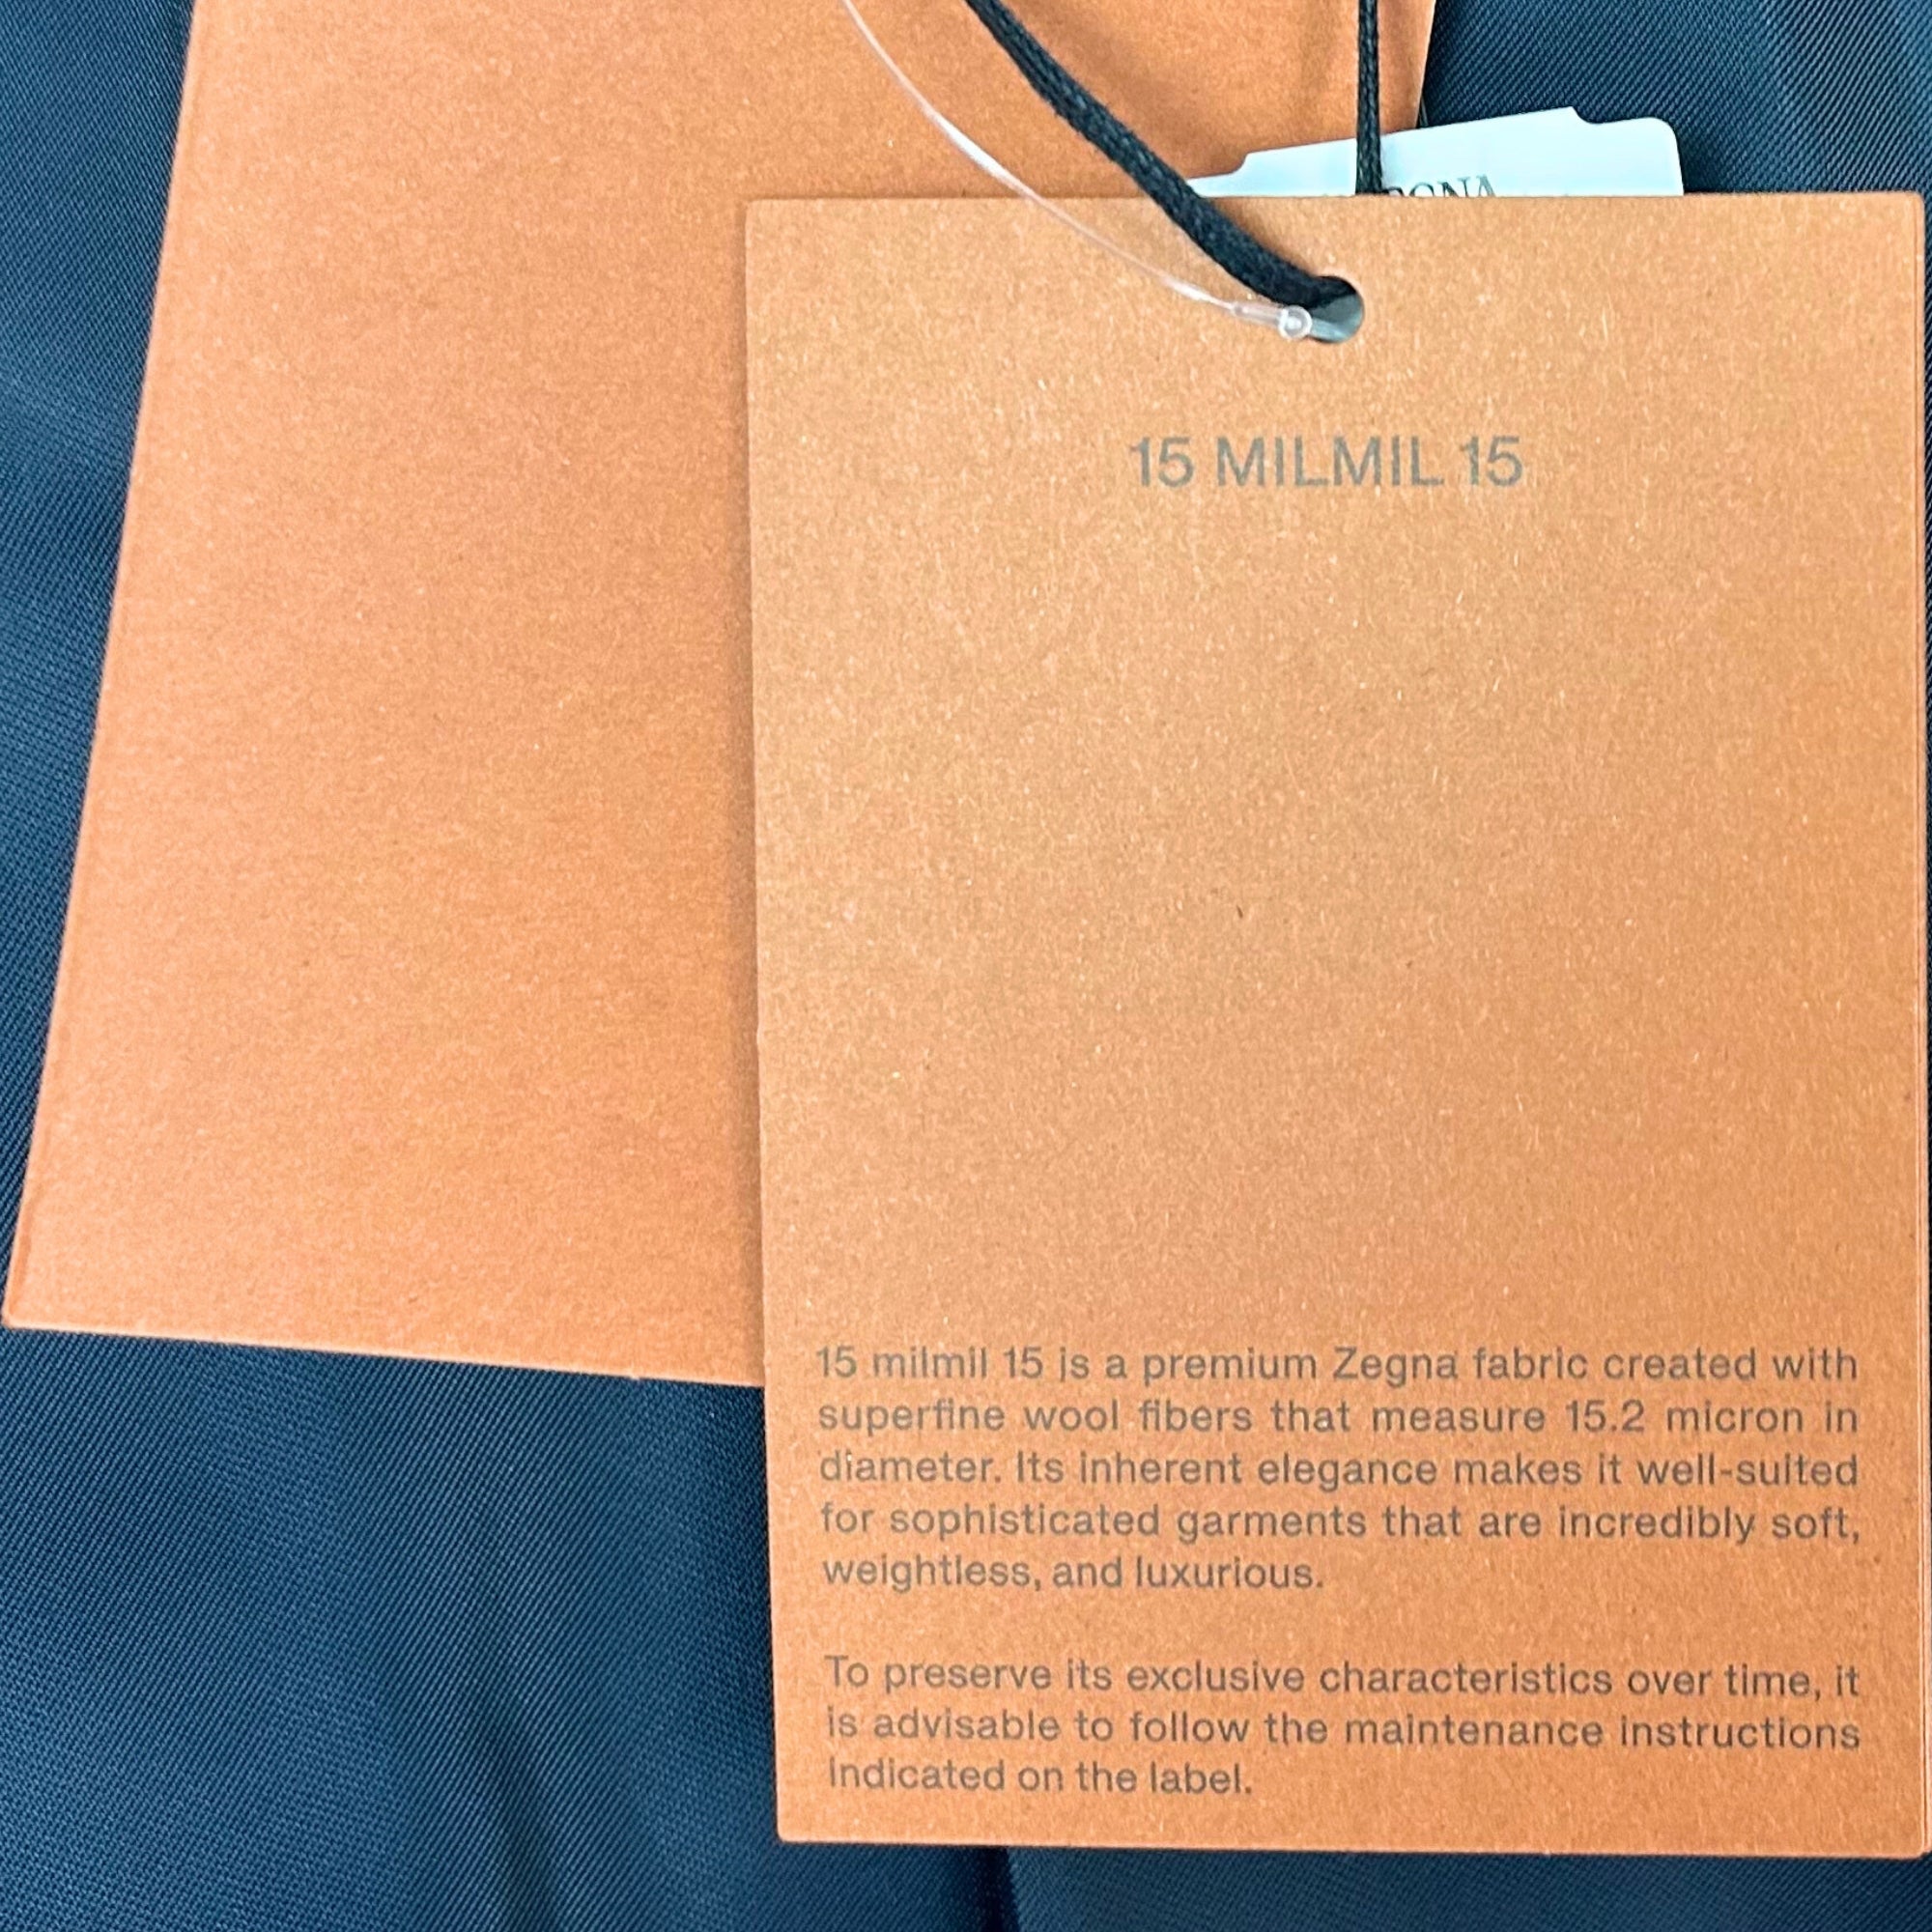 15 MILMIL 15
15 milmil 15 is a premium Zegna fabric created with
superfine wool fibers that measure 15.2 micron in
diameter. Its inherent elegance makes it well-suited
for sophisticated garments that are incredibly soft,
weightless, and luxurious.
To preserve its exclusive characteristics over time, it
is advisable to follow the maintenance instructions
indicated on the label.